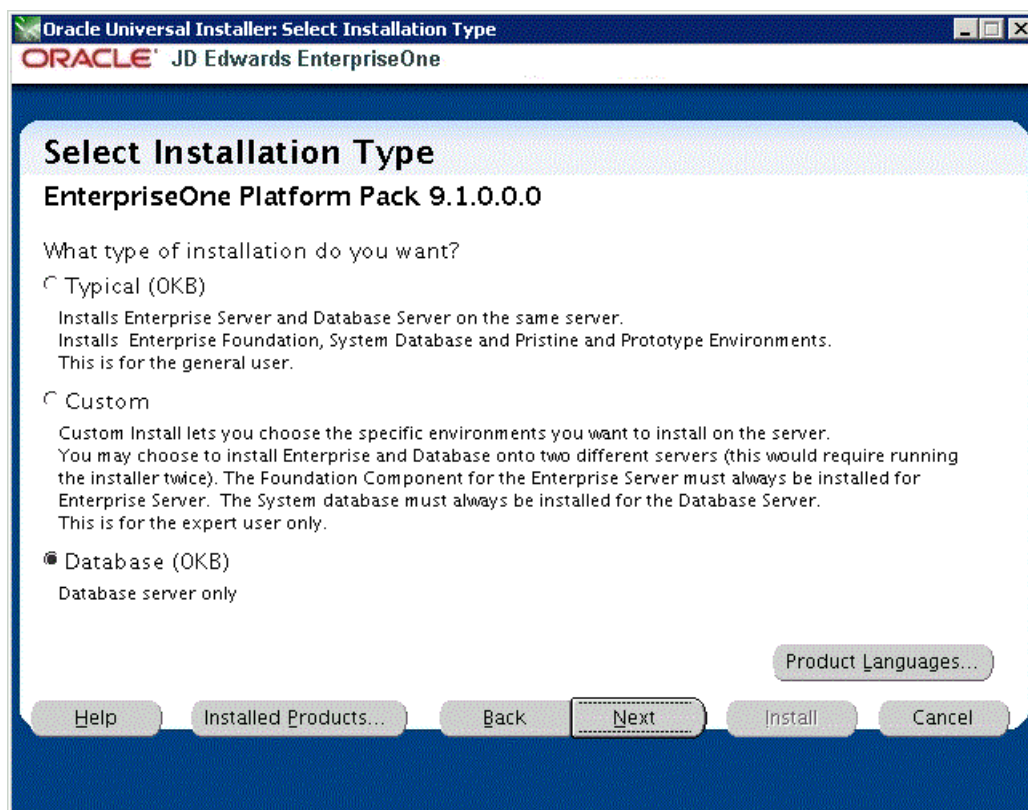 Oracle Universal Installer: Select Installation Type
ORACLE' JD Edwards EnterpriseOne
Select Installation Type
EnterpriseOne Platform Pack 9.1.0.0.0
What type of installation do you want?
Typical (0KB)
Installs Enterprise Server and Database Server on the same server.
Installs Enterprise Foundation, System Database and Pristine and Prototype Environments.
This is for the general user.
Custom
Custom Install lets you choose the specific environments you want to install on the server.
You may choose to install Enterprise and Database onto two different servers (this would require running
the installer twice). The Foundation Component for the Enterprise Server must always be installed for
Enterprise Server. The System database must always be installed for the Database Server.
This is for the expert user only.
Database (0KB)
Database server only
Product Languages...
Help Installed Products... Back Next Install Cancel